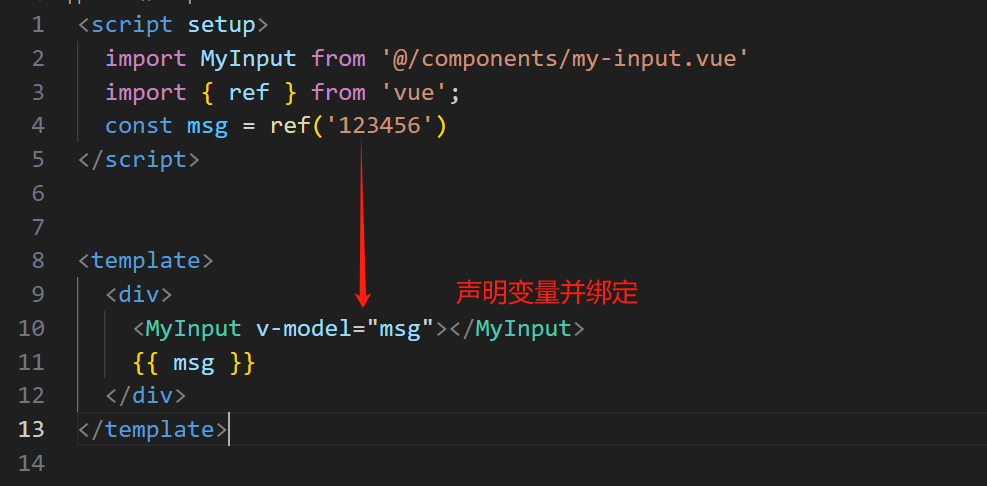 1 <script setup>
2 import MyInput from '@/components/my-input.vue'
3 import { ref } from 'vue';
4 const msg = ref('123456')
5 </script>
6
7
8 <template>
9 <div>
声明变量并绑定
10 <MyInput v-model="msg"></MyInput>
11 {{ msg }}
12 </div>
13 </template>
14